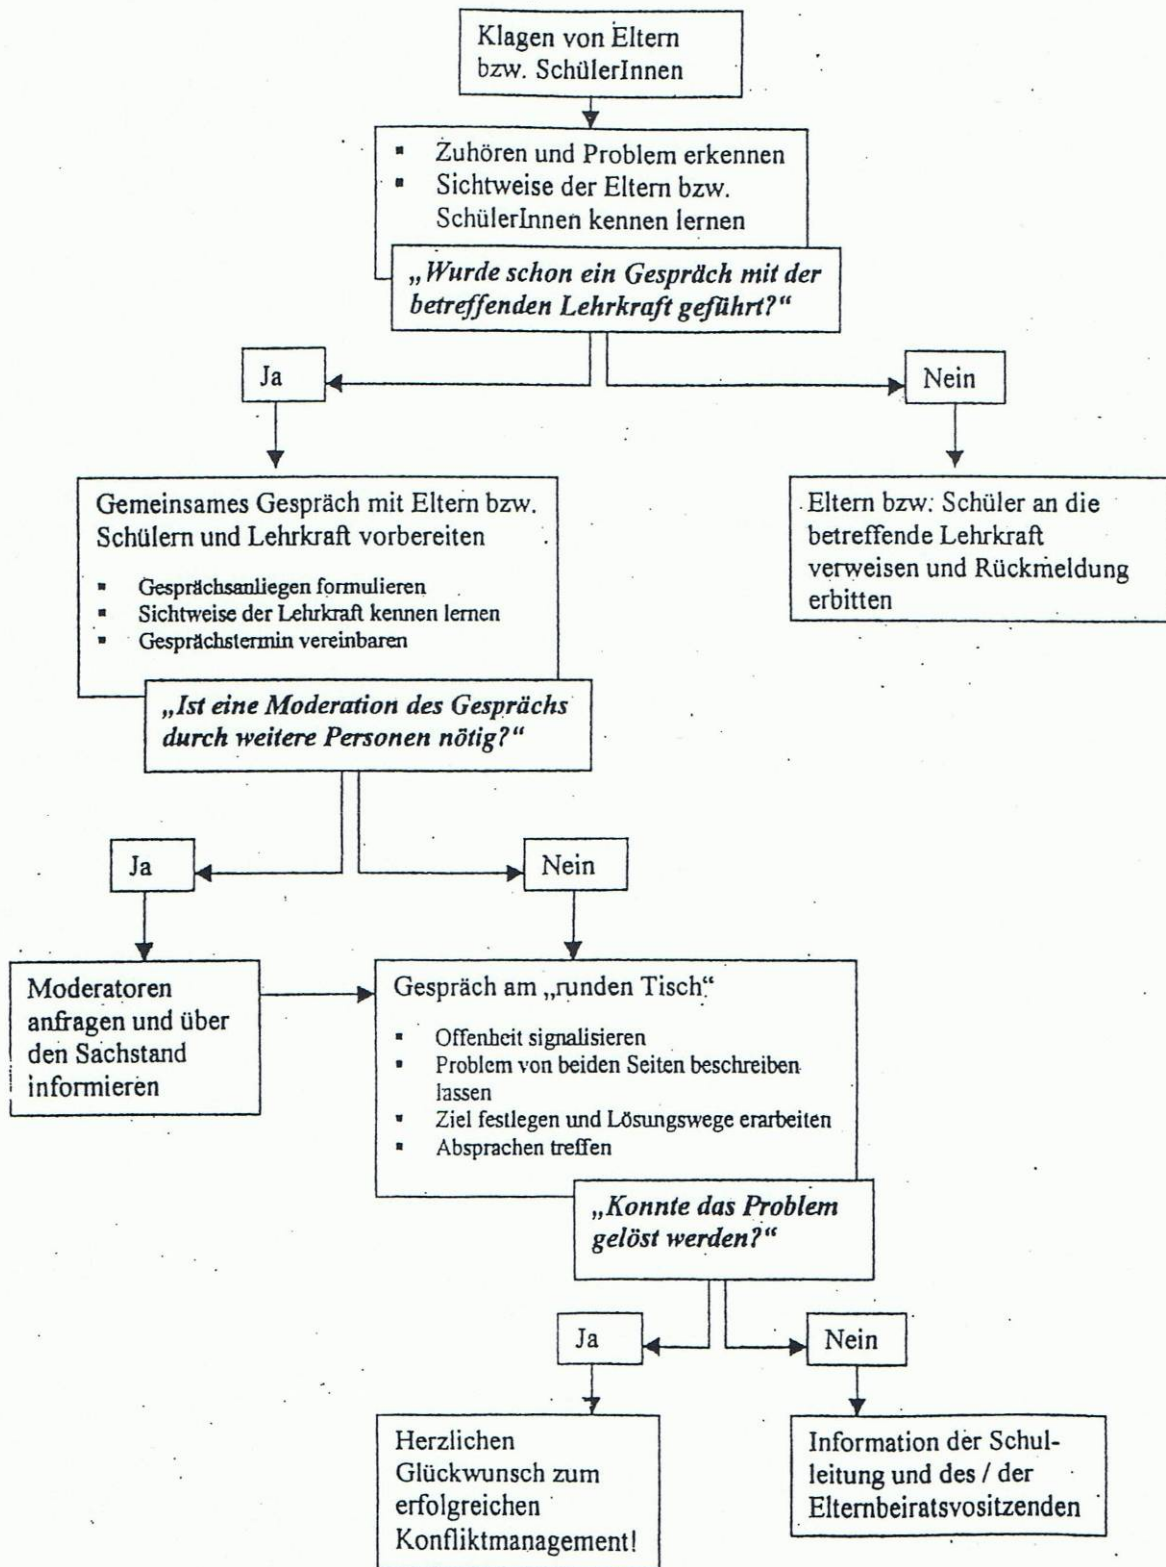 Klagen von Eltern
bzw. SchülerInnen
▪ Zuhören und Problem erkennen
▪ Sichtweise der Eltern bzw.
SchülerInnen kennen lernen
„Wurde schon ein Gespräch mit der
betreffenden Lehrkraft geführt?“
Ja
Nein
Gemeinsames Gespräch mit Eltern bzw.
Schülern und Lehrkraft vorbereiten
▪ Gesprächsanliegen formulieren
▪ Sichtweise der Lehrkraft kennen lernen
▪ Gesprächstermin vereinbaren
Eltern bzw. Schüler an die
betreffende Lehrkraft
verweisen und Rückmeldung
erbitten
„Ist eine Moderation des Gesprächs
durch weitere Personen nötig?“
Ja
Nein
Moderatoren
anfragen und über
den Sachstand
informieren
Gespräch am „runden Tisch“
▪ Offenheit signalisieren
▪ Problem von beiden Seiten beschreiben
lassen
▪ Ziel festlegen und Lösungswege erarbeiten
▪ Absprachen treffen
„Konnte das Problem
gelöst werden?“
Ja
Nein
Herzlichen
Glückwunsch zum
erfolgreichen
Konfliktmanagement!
Information der Schul-
leitung und des / der
Elternbeiratsvositzenden